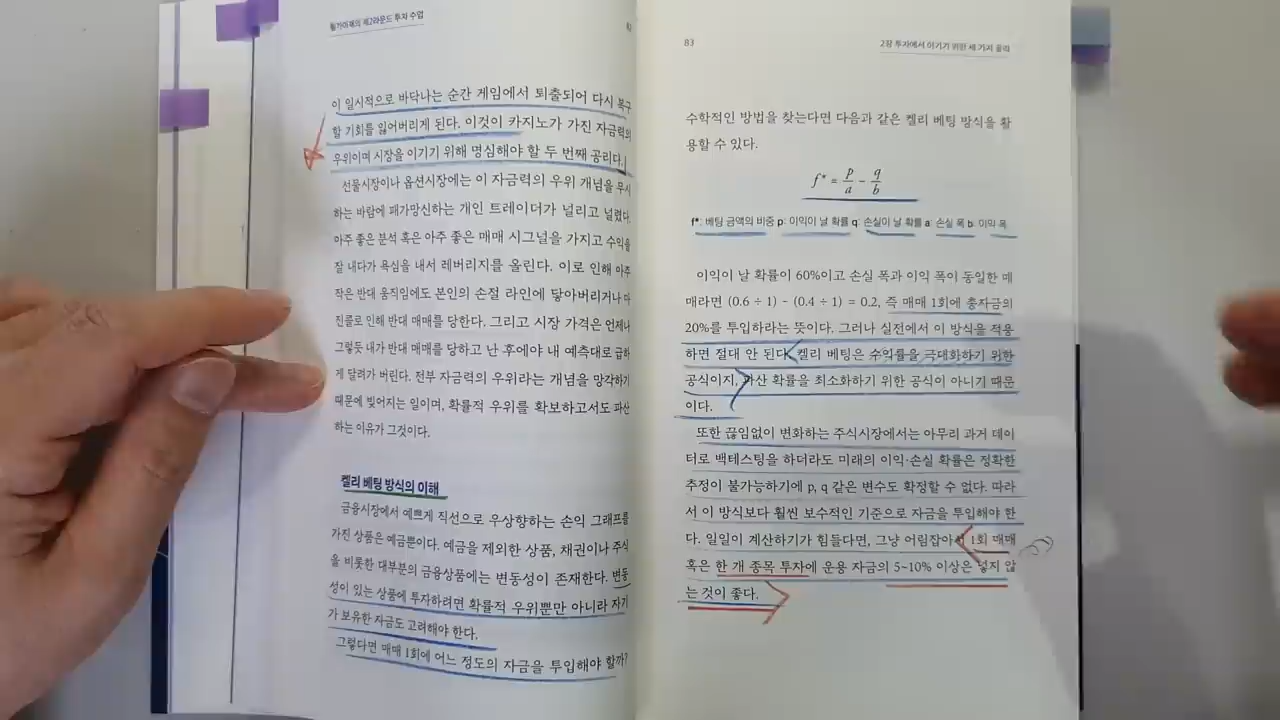 월가아재의 제2라운드 투자 수업
이 일시적으로 바닥나는 순간 게임에서 퇴출되어 다시 복구
할 기회를 잃어버리게 된다. 이것이 카지노가 가진 자금력의
우위이며 시장을 이기기 위해 명심해야 할 두 번째 공리다.
선물시장이나 옵션시장에는 이 자금력의 우위 개념을 무시
하는 바람에 패가망신하는 개인 트레이더가 널리고 널렸다.
아주 좋은 분석 혹은 아주 좋은 매매 시그널을 가지고 수익을
잘 내다가 욕심을 내서 레버리지를 올린다. 이로 인해 아주
작은 반대 움직임에도 본인의 손절 라인에 닿아버리거나 마
진콜로 인해 반대 매매를 당한다. 그리고 시장 가격은 언제나
그렇듯 내가 반대 매매를 당하고 난 후에야 내 예측대로 급하
게 달려가 버린다. 전부 자금력의 우위라는 개념을 망각하기
때문에 빚어지는 일이며, 확률적 우위를 확보하고서도 파산
하는 이유가 그것이다.
켈리 베팅 방식의 이해
금융시장에서 예쁘게 직선으로 우상향하는 손익 그래프를
가진 상품은 예금뿐이다. 예금을 제외한 상품, 채권이나 주식
을 비롯한 대부분의 금융상품에는 변동성이 존재한다. 변동
성이 있는 상품에 투자하려면 확률적 우위뿐만 아니라 자기
가 보유한 자금도 고려해야 한다.
그렇다면 매매 1회에 어느 정도의 자금을 투입해야 할까?
83
2장 투자에서 이기기 위한 세 가지 공리
수학적인 방법을 찾는다면 다음과 같은 켈리 베팅 방식을 활
용할 수 있다.
f* = p/a - q/b
f*: 베팅 금액의 비중 p: 이익이 날 확률 q: 손실이 날 확률 a: 손실 폭 b: 이익 폭
이익이 날 확률이 60%이고 손실 폭과 이익 폭이 동일한 매
매라면 (0.6 ÷ 1) − (0.4 ÷ 1) = 0.2, 즉 매매 1회에 총자금의
20%를 투입하라는 뜻이다. 그러나 실전에서 이 방식을 적용
하면 절대 안 된다. 켈리 베팅은 수익률을 극대화하기 위한
공식이지, 파산 확률을 최소화하기 위한 공식이 아니기 때문
이다.
또한 끊임없이 변화하는 주식시장에서는 아무리 과거 데이
터로 백테스팅을 하더라도 미래의 이익·손실 확률은 정확한
추정이 불가능하기에 p, q 같은 변수도 확정할 수 없다. 따라
서 이 방식보다 훨씬 보수적인 기준으로 자금을 투입해야 한
다. 일일이 계산하기가 힘들다면, 그냥 어림잡아서 1회 매매
혹은 한 개 종목 투자에 운용 자금의 5~10% 이상은 넣지 않
는 것이 좋다.